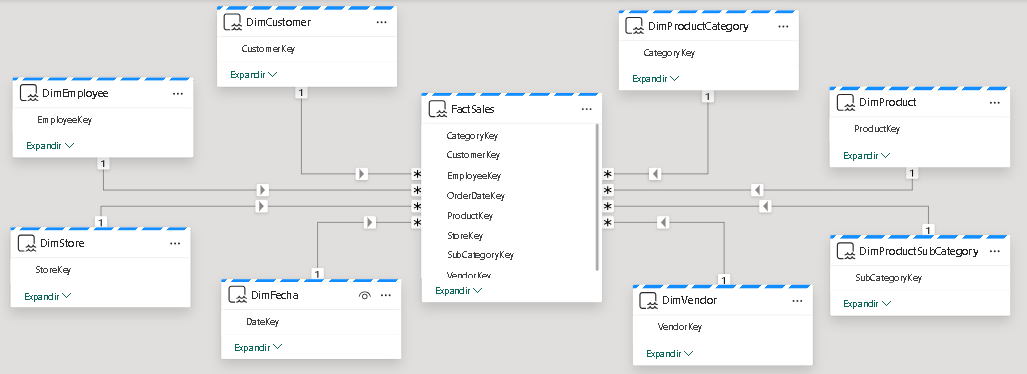 DimCustomer
CustomerKey
Expandir
1
DimProductCategory
CategoryKey
Expandir
1
DimEmployee
EmployeeKey
Expandir
1
FactSales
CategoryKey
CustomerKey
EmployeeKey
OrderDateKey
ProductKey
StoreKey
SubCategoryKey
VendorKey
Expandir
DimProduct
ProductKey
Expandir
1
*
*
*
*
*
*
*
*
1
DimStore
StoreKey
Expandir
1
DimFecha
DateKey
Expandir
1
DimVendor
VendorKey
Expandir
1
DimProductSubCategory
SubCategoryKey
Expandir